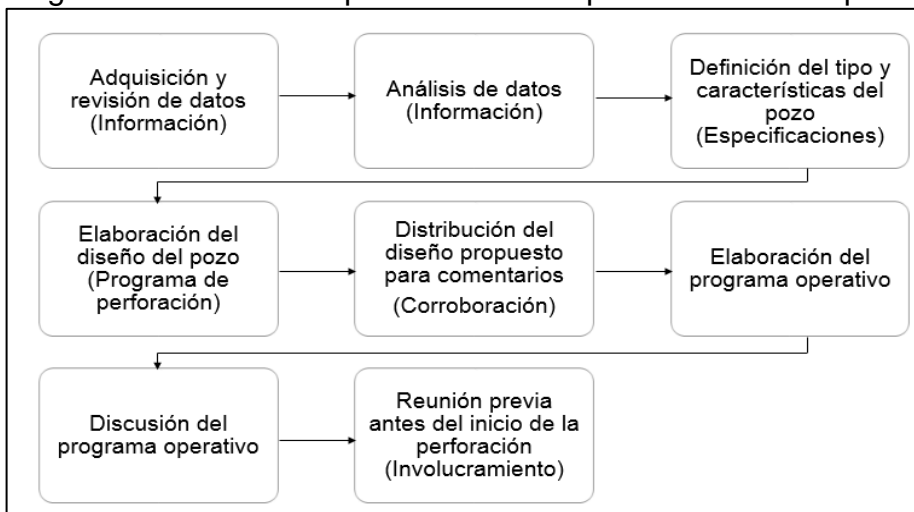 Adquisición y
revisión de datos
(Información)
Análisis de datos
(Información)
Definición del tipo y
características del
pozo
(Especificaciones)
Elaboración del
diseño del pozo
(Programa de
perforación)
Distribución del
diseño propuesto
para comentarios
(Corroboración)
Elaboración del
programa operativo
Discusión del
programa operativo
Reunión previa
antes del inicio de la
perforación
(Involucramiento)